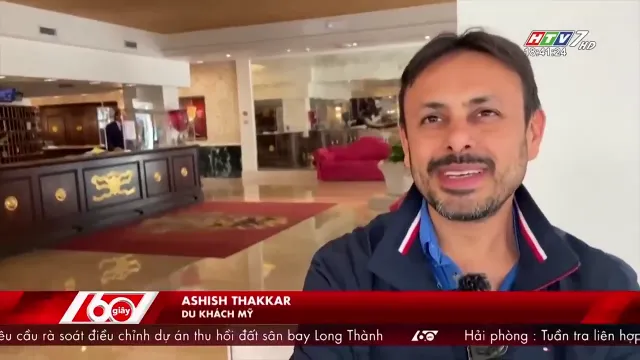 HTV7 HD
18:41:24
60 giây
ASHISH THAKKAR
DU KHÁCH MỸ
êu cầu rà soát điều chỉnh dự án thu hồi đất sân bay Long Thành 60 Hải phòng : Tuần tra liên hợp